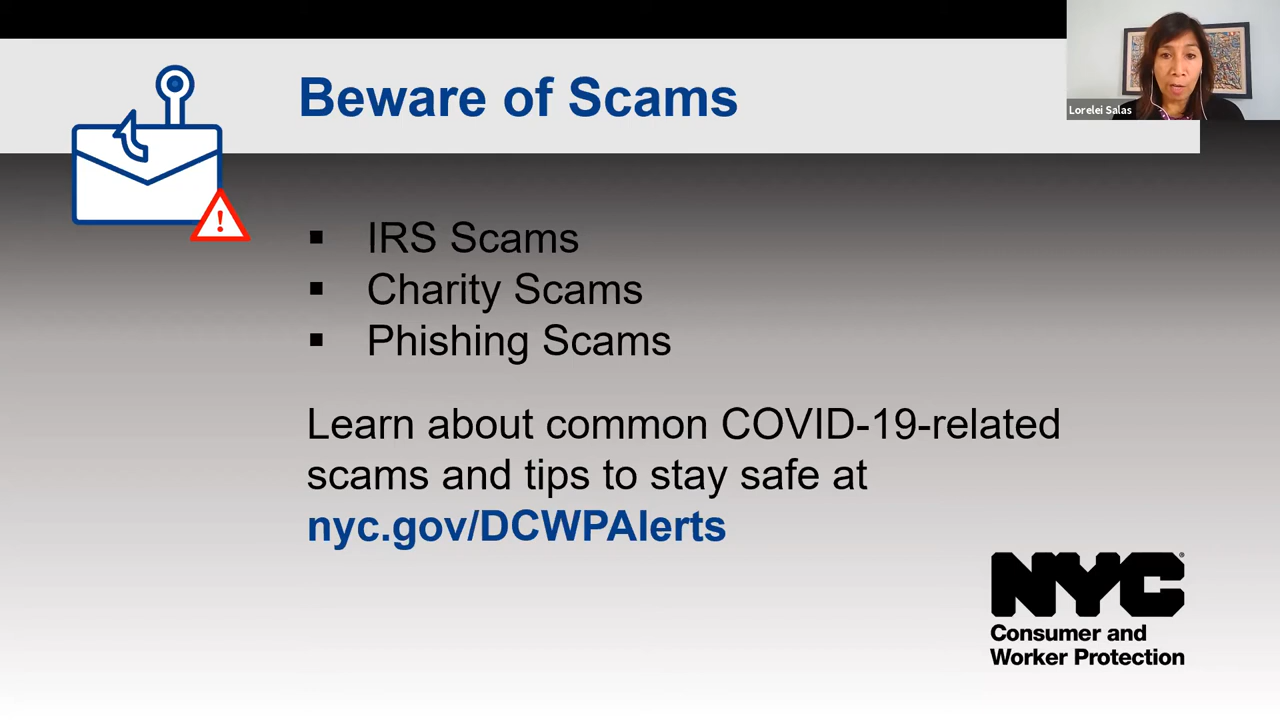 Beware of Scams
Lorelei Salas
!
▪ IRS Scams
▪ Charity Scams
▪ Phishing Scams
Learn about common COVID-19-related
scams and tips to stay safe at
nyc.gov/DCWPAlerts
NYC®
Consumer and
Worker Protection